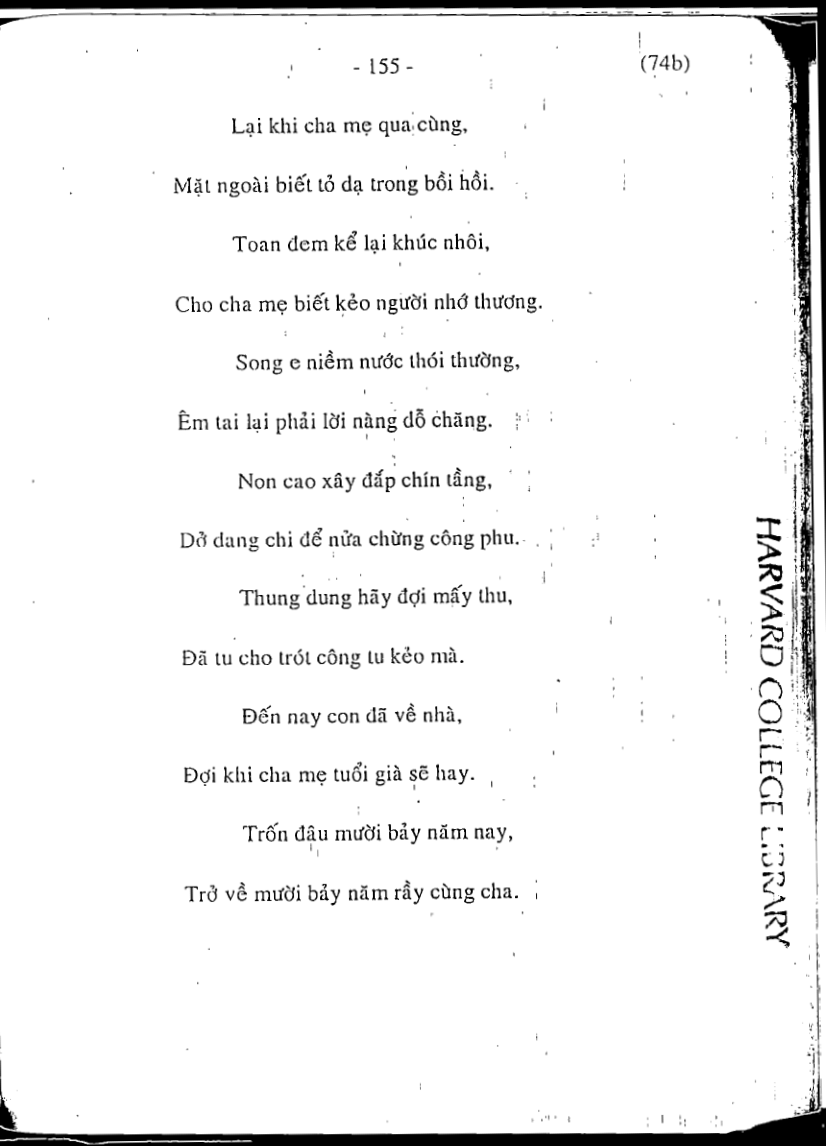 - 155 -
(74b)
Lại khi cha mẹ qua cùng,
Mặt ngoài biết tỏ dạ trong bồi hồi.
Toan đem kể lại khúc nhôi,
Cho cha mẹ biết kẻo người nhớ thương.
Song e niềm nước thói thường,
Êm tai lại phải lời nàng dỗ chăng.
Non cao xây đắp chín tầng,
Dở dang chi để nửa chừng công phu.
Thung dung hãy đợi mấy thu,
Đã tu cho trót công tu kẻo mà.
Đến nay con đã về nhà,
Đợi khi cha mẹ tuổi già sẽ hay.
Trốn đâu mười bảy năm nay,
Trở về mười bảy năm rầy cùng cha.
HARVARD COLLEGE LIBRARY